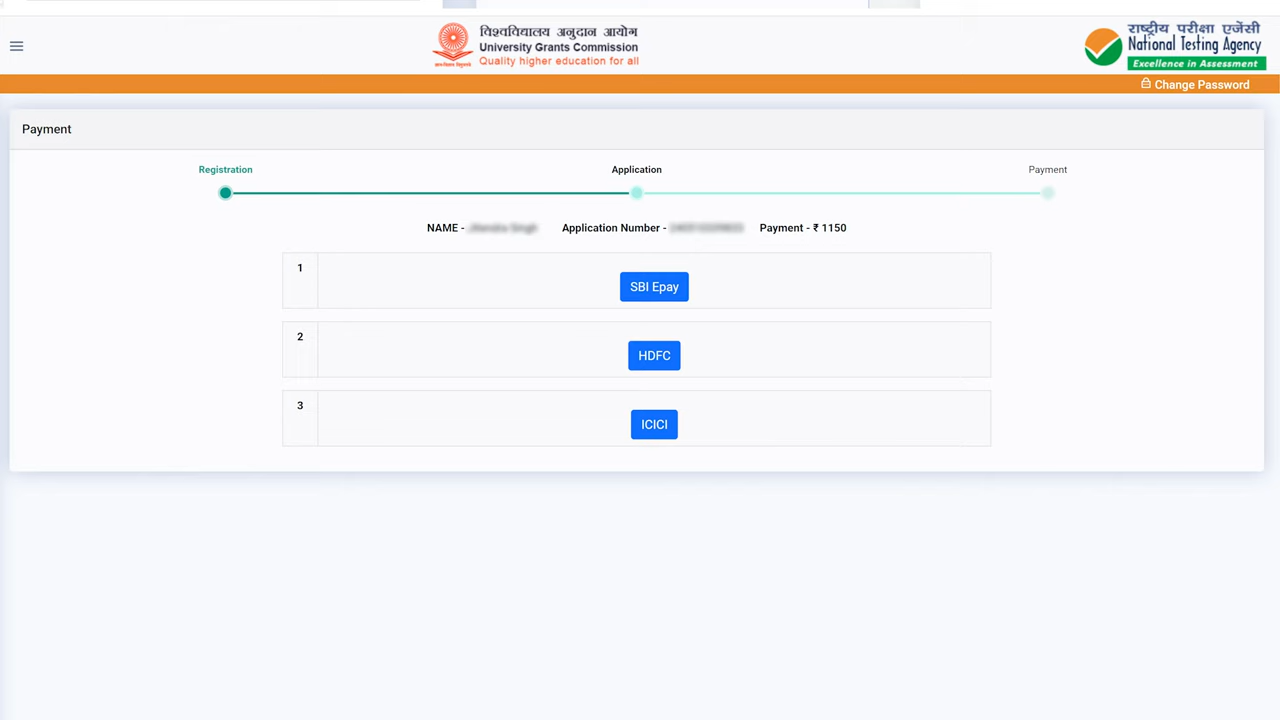 विश्वविद्यालय अनुदान आयोग
University Grants Commission
Quality higher education for all
राष्ट्रीय परीक्षा एजेंसी
National Testing Agency
Excellence in Assessment
Change Password
Payment
Registration
Application
Payment
NAME - Application Number - Payment - ₹ 1150
1
SBI Epay
2
HDFC
3
ICICI